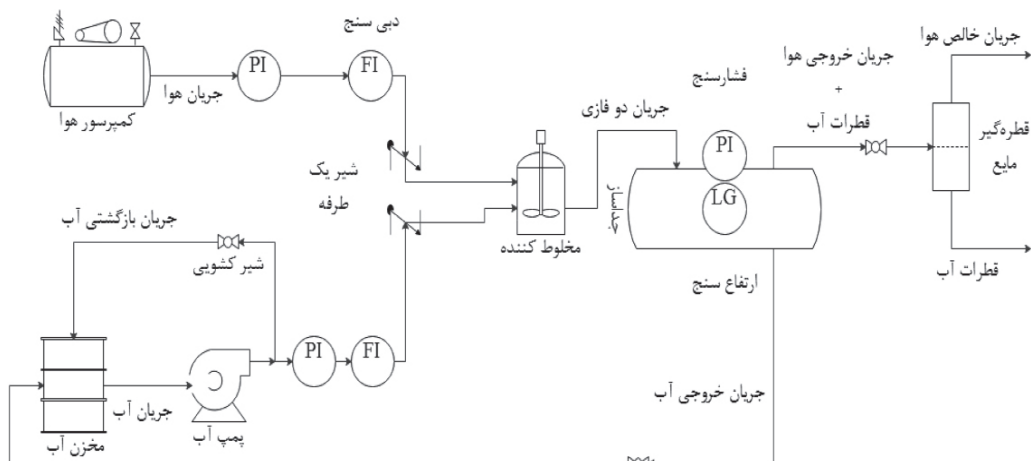 دبی سنج
PI
FI
جریان هوا
کمپرسور هوا
شیر یک
طرفه
جریان دو فازی
مخلوط کننده
فشارسنج
PI
LG
جداساز
ارتفاع سنج
جریان خروجی هوا
+
قطرات آب
جریان خالص هوا
قطره‌گیر
مایع
قطرات آب
جریان بازگشتی آب
شیر کشویی
PI
FI
جریان آب
مخزن آب
پمپ آب
جریان خروجی آب